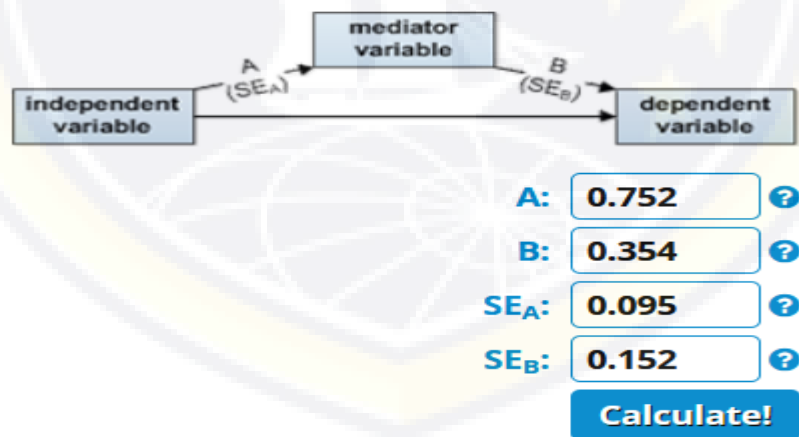 mediator
variable
A
(SEA)
B
(SEB)
independent
variable
dependent
variable
A: 0.752 ?
B: 0.354 ?
SEA: 0.095 ?
SEB: 0.152 ?
Calculate!